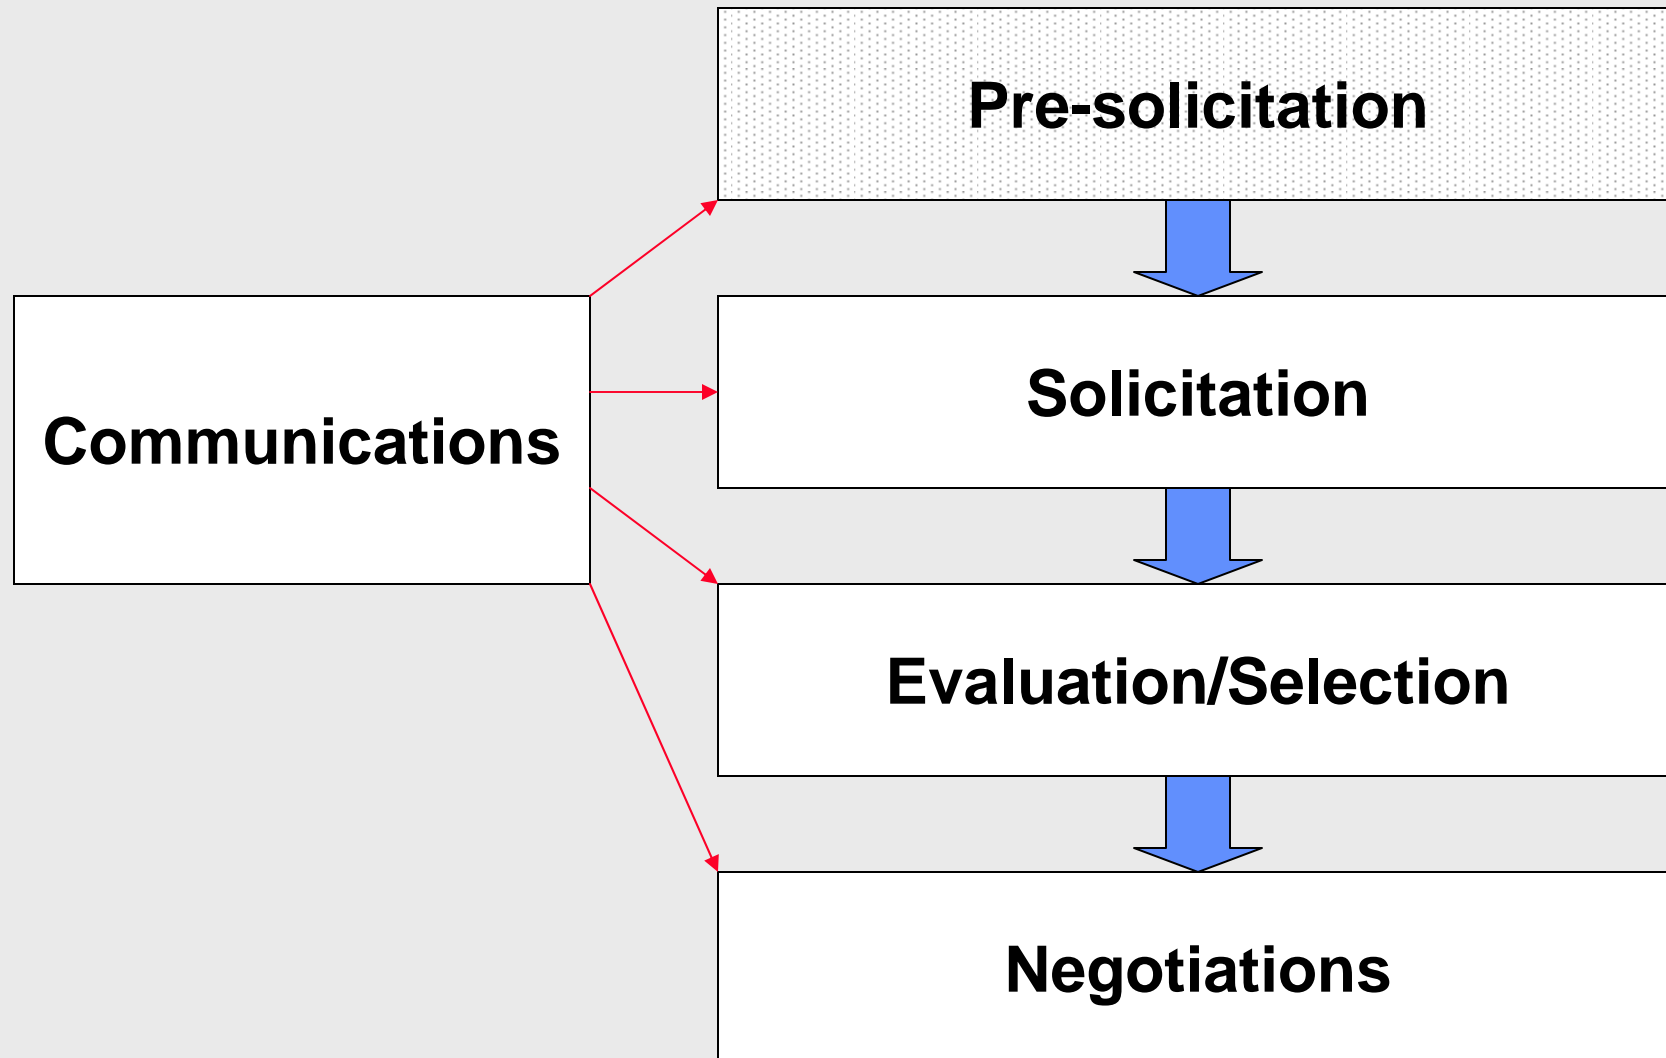 Pre-solicitation
Solicitation
Communications
Evaluation/Selection
Negotiations